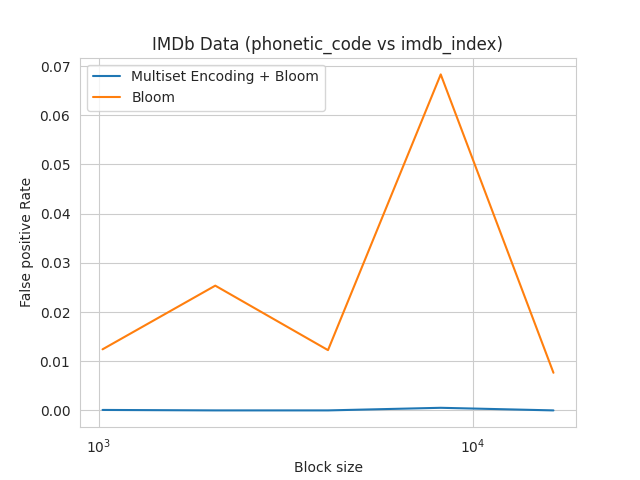 IMDb Data (phonetic_code vs imdb_index)
Multiset Encoding + Bloom
Bloom
0.07
0.06
0.05
0.04
0.03
0.02
0.01
0.00
False positive Rate
10³
10⁴
Block size